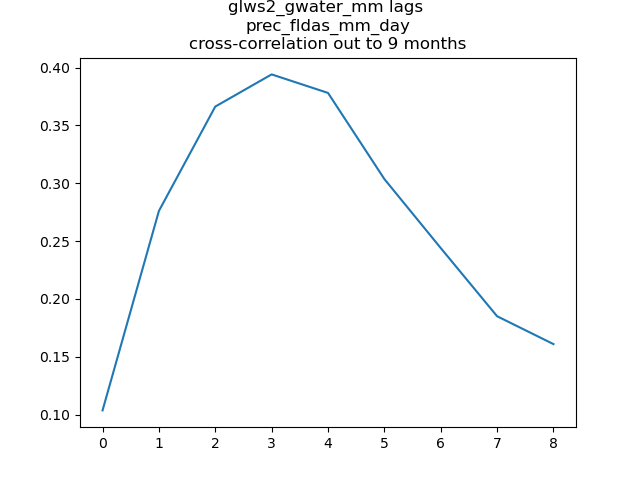 glws2_gwater_mm lags
prec_fldas_mm_day
cross-correlation out to 9 months
0.40
0.35
0.30
0.25
0.20
0.15
0.10
0 1 2 3 4 5 6 7 8